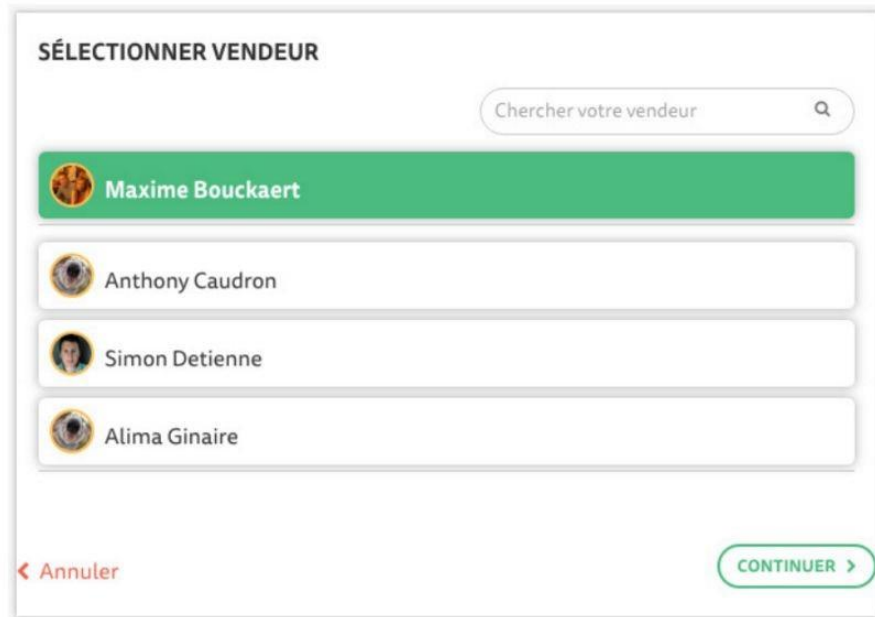 SÉLECTIONNER VENDEUR
Chercher votre vendeur
Maxime Bouckaert
Anthony Caudron
Simon Detienne
Alima Ginaire
Annuler
CONTINUER